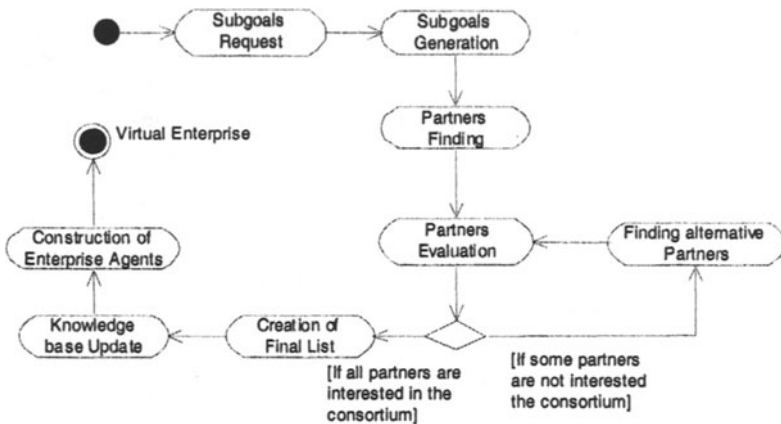 Subgoals
Request
Subgoals
Generation
Virtual Enterprise
Partners
Finding
Construction of
Enterprise Agents
Partners
Evaluation
Finding alternative
Partners
Knowledge
base Update
Creation of
Final List
[If all partners are
interested in the
consortium]
[If some partners
are not interested
the consortium]